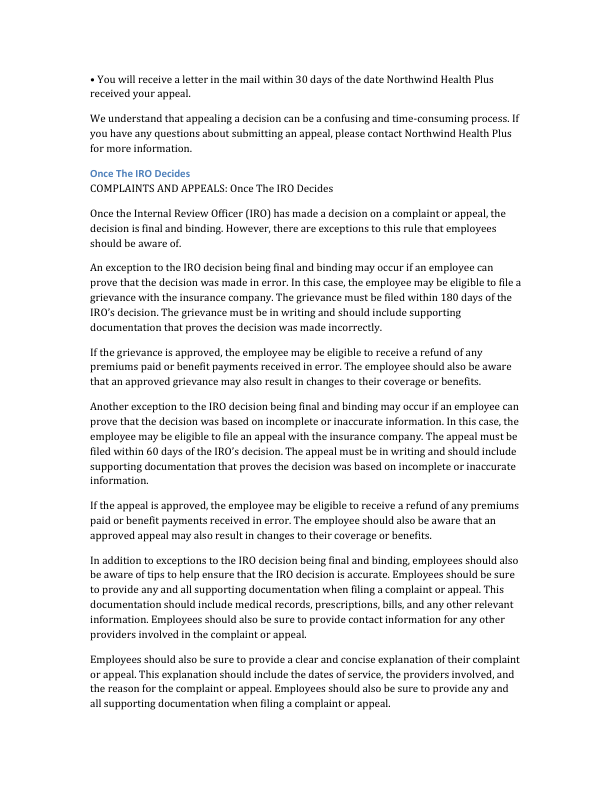 • You will receive a letter in the mail within 30 days of the date Northwind Health Plus
received your appeal.
We understand that appealing a decision can be a confusing and time-consuming process. If
you have any questions about submitting an appeal, please contact Northwind Health Plus
for more information.
Once The IRO Decides
COMPLAINTS AND APPEALS: Once The IRO Decides
Once the Internal Review Officer (IRO) has made a decision on a complaint or appeal, the
decision is final and binding. However, there are exceptions to this rule that employees
should be aware of.
An exception to the IRO decision being final and binding may occur if an employee can
prove that the decision was made in error. In this case, the employee may be eligible to file a
grievance with the insurance company. The grievance must be filed within 180 days of the
IRO’s decision. The grievance must be in writing and should include supporting
documentation that proves the decision was made incorrectly.
If the grievance is approved, the employee may be eligible to receive a refund of any
premiums paid or benefit payments received in error. The employee should also be aware
that an approved grievance may also result in changes to their coverage or benefits.
Another exception to the IRO decision being final and binding may occur if an employee can
prove that the decision was based on incomplete or inaccurate information. In this case, the
employee may be eligible to file an appeal with the insurance company. The appeal must be
filed within 60 days of the IRO’s decision. The appeal must be in writing and should include
supporting documentation that proves the decision was based on incomplete or inaccurate
information.
If the appeal is approved, the employee may be eligible to receive a refund of any premiums
paid or benefit payments received in error. The employee should also be aware that an
approved appeal may also result in changes to their coverage or benefits.
In addition to exceptions to the IRO decision being final and binding, employees should also
be aware of tips to help ensure that the IRO decision is accurate. Employees should be sure
to provide any and all supporting documentation when filing a complaint or appeal. This
documentation should include medical records, prescriptions, bills, and any other relevant
information. Employees should also be sure to provide contact information for any other
providers involved in the complaint or appeal.
Employees should also be sure to provide a clear and concise explanation of their complaint
or appeal. This explanation should include the dates of service, the providers involved, and
the reason for the complaint or appeal. Employees should also be sure to provide any and
all supporting documentation when filing a complaint or appeal.